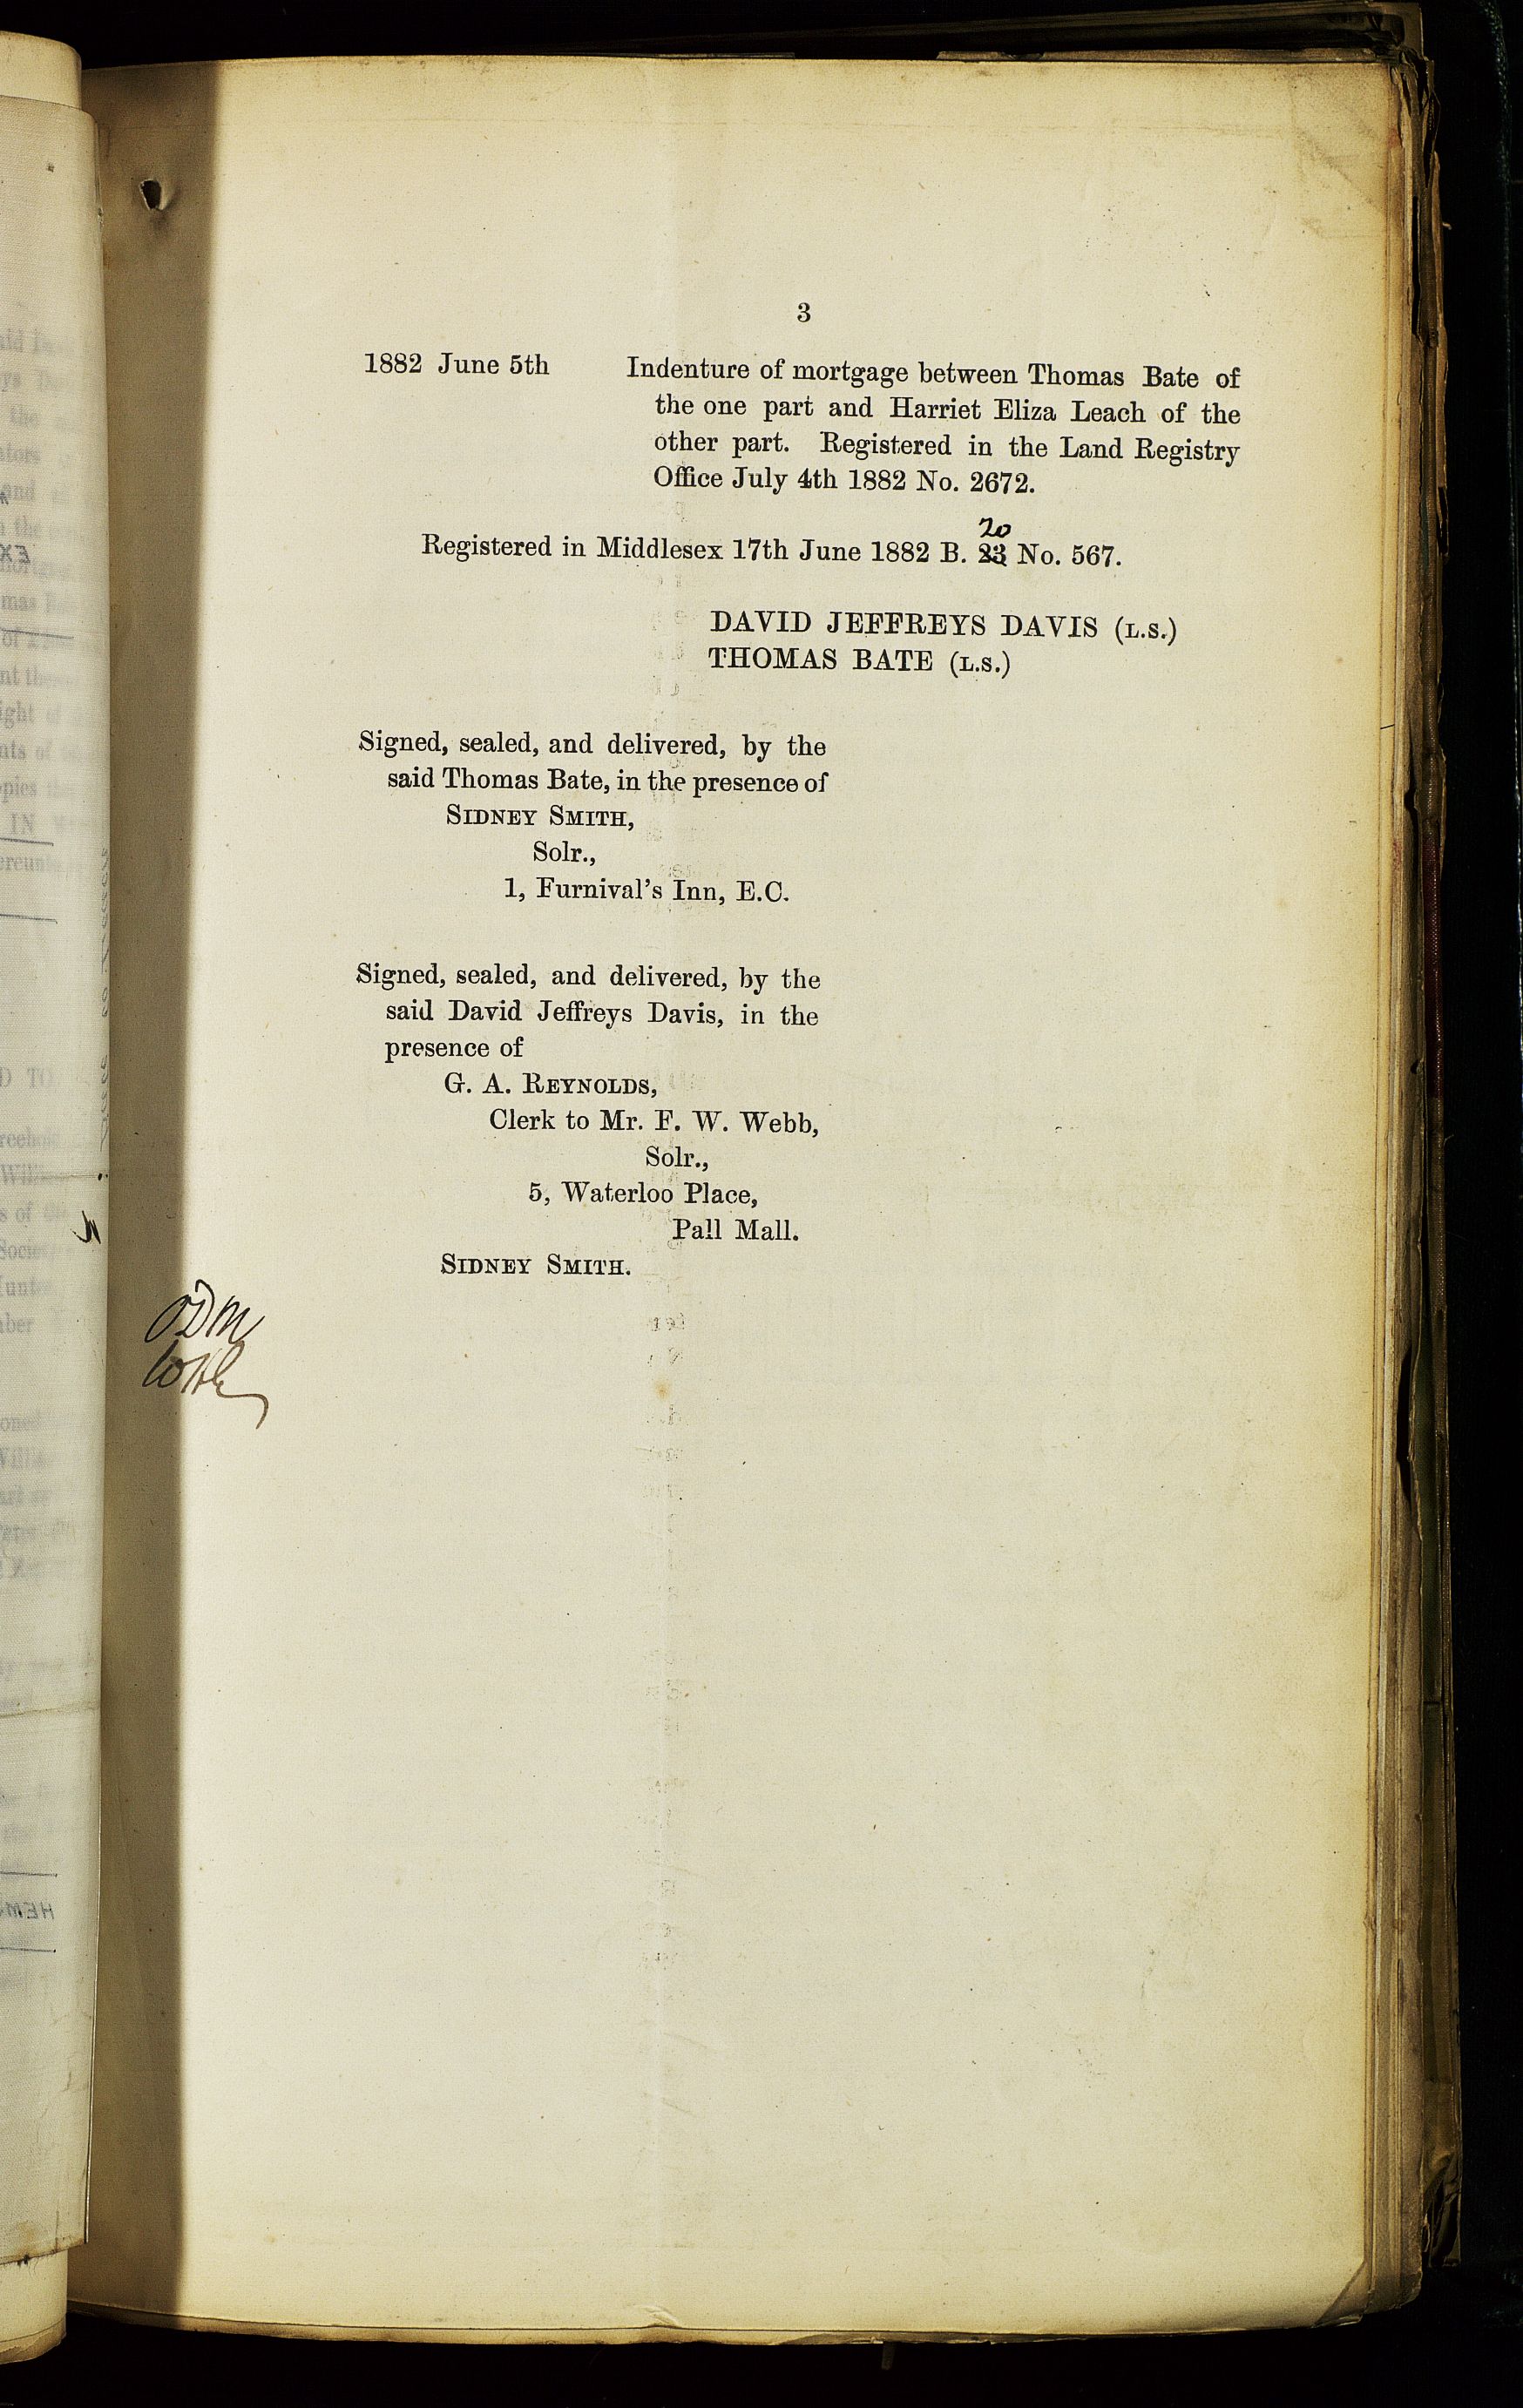 3
1882 June 5th Indenture of mortgage between Thomas Bate of
the one part and Harriet Eliza Leach of the
other part. Registered in the Land Registry
Office July 4th 1882 No. 2672.
20
Registered in Middlesex 17th June 1882 B. 23 No. 567.
DAVID JEFFREYS DAVIS (L.S.)
THOMAS BATE (L.S.)
Signed, sealed, and delivered, by the
said Thomas Bate, in the presence of
SIDNEY SMITH,
Solr.,
1, Furnival's Inn, E.C.
Signed, sealed, and delivered, by the
said David Jeffreys Davis, in the
presence of
G. A. REYNOLDS,
Clerk to Mr. F. W. Webb,
Solr.,
5, Waterloo Place,
Pall Mall.
SIDNEY SMITH.